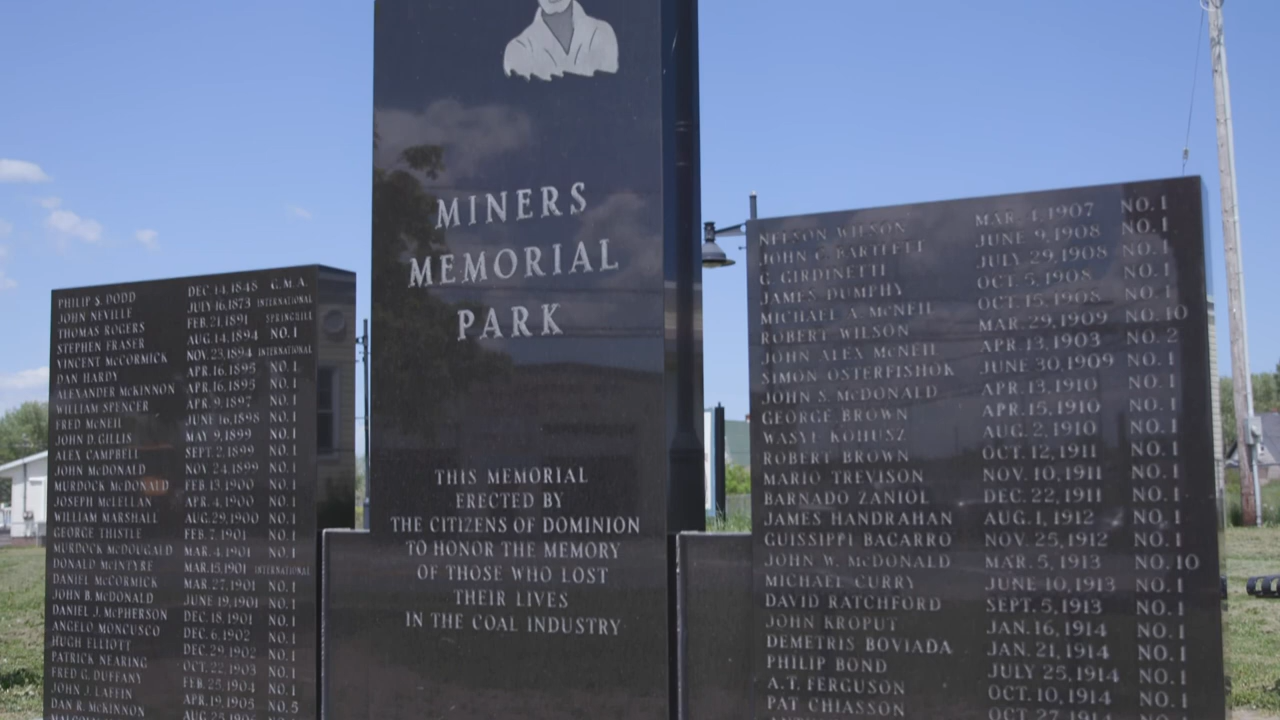 MINERS
MEMORIAL
PARK
THIS MEMORIAL
ERECTED BY
THE CITIZENS OF DOMINION
TO HONOR THE MEMORY
OF THOSE WHO LOST
THEIR LIVES
IN THE COAL INDUSTRY
PHILIP S. DODD DEC.14,1848 G.M.A.
JOHN NEVILLE JULY 16,1873 INTERNATIONAL
THOMAS ROGERS FEB.21,1891 SPRINGHILL
STEPHEN FRASER AUG.14,1894 NO.1
VINCENT McCORMICK NOV.23,1894 INTERNATIONAL
DAN HARDY APR.16,1895 NO.1
ALEXANDER McKINNON APR.16,1895 NO.1
WILLIAM SPENCER APR.9,1897 NO.1
FRED McNEIL JUNE 16,1898 NO.1
JOHN D. GILLIS MAY 9,1899 NO.1
ALEX CAMPBELL SEPT.2,1899 NO.1
JOHN McDONALD NOV 24,1899 NO.1
MURDOCK McDONALD FEB.13,1900 NO.1
JOSEPH McLELLAN APR.4,1900 NO.1
WILLIAM MARSHALL AUG.29,1900 NO.1
GEORGE THISTLE FEB.7,1901 NO.1
MURDOCK McDOUGALD MAR.4,1901 NO.1
DONALD McINTYRE MAR.15,1901 INTERNATIONAL
DANIEL McCORMICK MAR.27,1901 NO.1
JOHN B. McDONALD JUNE 19,1901 NO.1
DANIEL J. McPHERSON DEC.18,1901 NO.1
ANGELO MONCUSCO DEC.6,1902 NO.1
HUGH ELLIOTT DEC.29 1902 NO.1
PATRICK NEARING OCT.22,1903 NO.1
FRED G. DUFFANY FEB.25,1904 NO.1
JOHN J. LAFFIN APR.19,1905 NO.5
DAN R. McKINNON
NELSON WILSON MAR. 4,1907 NO.1
JOHN C. BARTLETT JUNE 9,1908 NO.1
G GIRDINETTI JULY 29,1908 NO.1
JAMES DUMPHY OCT.5,1908 NO.1
MICHAEL A. McNEIL OCT.15,1908 NO.1
ROBERT WILSON MAR.29,1909 NO.10
JOHN ALEX McNEIL APR.13,1903 NO.2
SIMON OSTERFISHOK JUNE 30,1909 NO.1
JOHN S. McDONALD APR.13,1910 NO.1
GEORGE BROWN APR.15,1910 NO.1
WASYL KOHUSZ AUG.2,1910 NO.1
ROBERT BROWN OCT.12,1911 NO.1
MARIO TREVISON NOV.10,1911 NO.1
BARNADO ZANIOL DEC.22,1911 NO.1
JAMES HANDRAHAN AUG.1,1912 NO.1
GUISSIPPI BACARRO NOV 25,1912 NO.1
JOHN W. McDONALD MAR.5,1913 NO.10
MICHAEL CURRY JUNE 10,1913 NO.1
DAVID RATCHFORD SEPT.5,1913 NO.1
JOHN KROPUT JAN.16,1914 NO.1
DEMETRIS BOVIADA JAN.21,1914 NO.1
PHILIP BOND JULY 25,1914 NO.1
A.T. FERGUSON OCT.10,1914 NO.1
PAT CHIASSON OCT 27,1914